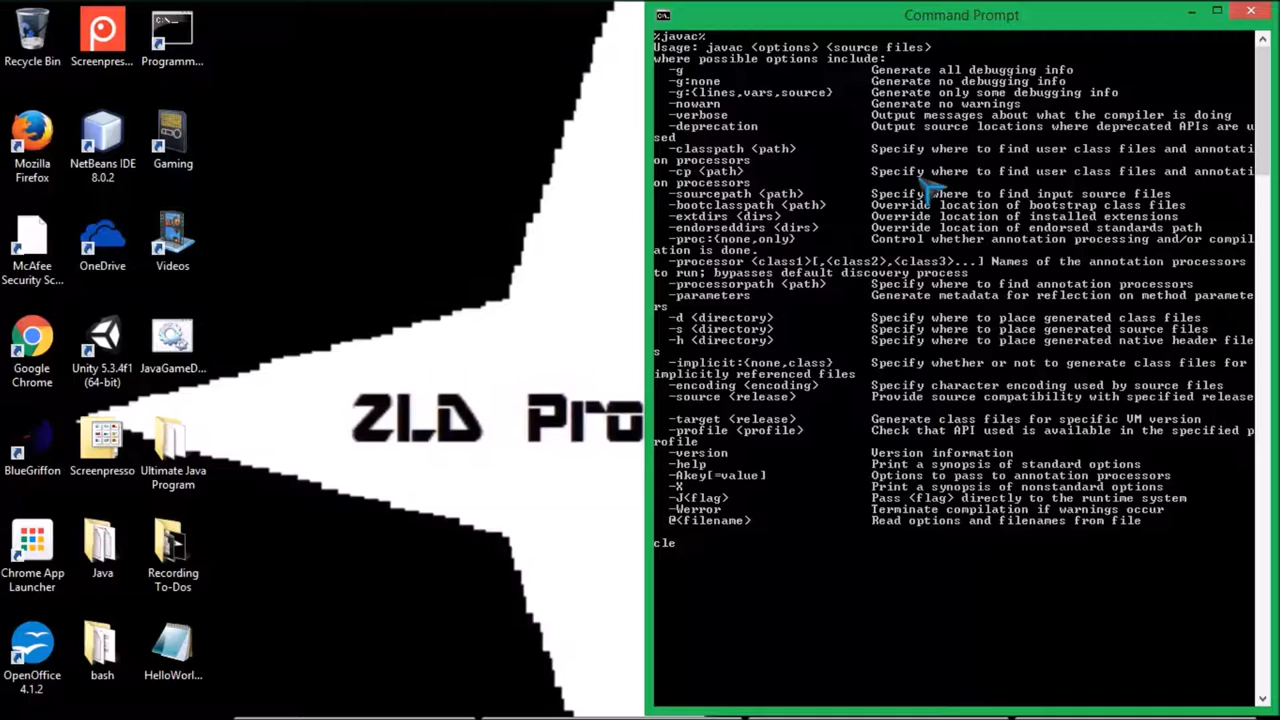 Recycle Bin
Screenpres...
Programm...
Mozilla
Firefox
NetBeans IDE
8.0.2
Gaming
McAfee
Security Sc...
OneDrive
Videos
Google
Chrome
Unity 5.3.4f1
(64-bit)
JavaGameD...
BlueGriffon
Screenpresso
Ultimate Java
Program
Chrome App
Launcher
Java
Recording
To-Dos
OpenOffice
4.1.2
bash
HelloWorl...
ZLD Pro
Command Prompt
%javac%
Usage: javac <options> <source files>
where possible options include:
-g Generate all debugging info
-g:none Generate no debugging info
-g:{lines,vars,source} Generate only some debugging info
-nowarn Generate no warnings
-verbose Output messages about what the compiler is doing
-deprecation Output source locations where deprecated APIs are u
sed
-classpath <path> Specify where to find user class files and annotati
on processors
-cp <path> Specify where to find user class files and annotati
on processors
-sourcepath <path> Specify where to find input source files
-bootclasspath <path> Override location of bootstrap class files
-extdirs <dirs> Override location of installed extensions
-endorseddirs <dirs> Override location of endorsed standards path
-proc:{none,only} Control whether annotation processing and/or compil
ation is done.
-processor <class1>[,<class2>,<class3>...] Names of the annotation processors
to run; bypasses default discovery process
-processorpath <path> Specify where to find annotation processors
-parameters Generate metadata for reflection on method paramete
rs
-d <directory> Specify where to place generated class files
-s <directory> Specify where to place generated source files
-h <directory> Specify where to place generated native header file
s
-implicit:{none,class} Specify whether or not to generate class files for
implicitly referenced files
-encoding <encoding> Specify character encoding used by source files
-source <release> Provide source compatibility with specified release
-target <release> Generate class files for specific VM version
-profile <profile> Check that API used is available in the specified p
rofile
-version Version information
-help Print a synopsis of standard options
-Akey[=value] Options to pass to annotation processors
-X Print a synopsis of nonstandard options
-J<flag> Pass <flag> directly to the runtime system
-Werror Terminate compilation if warnings occur
@<filename> Read options and filenames from file
cle